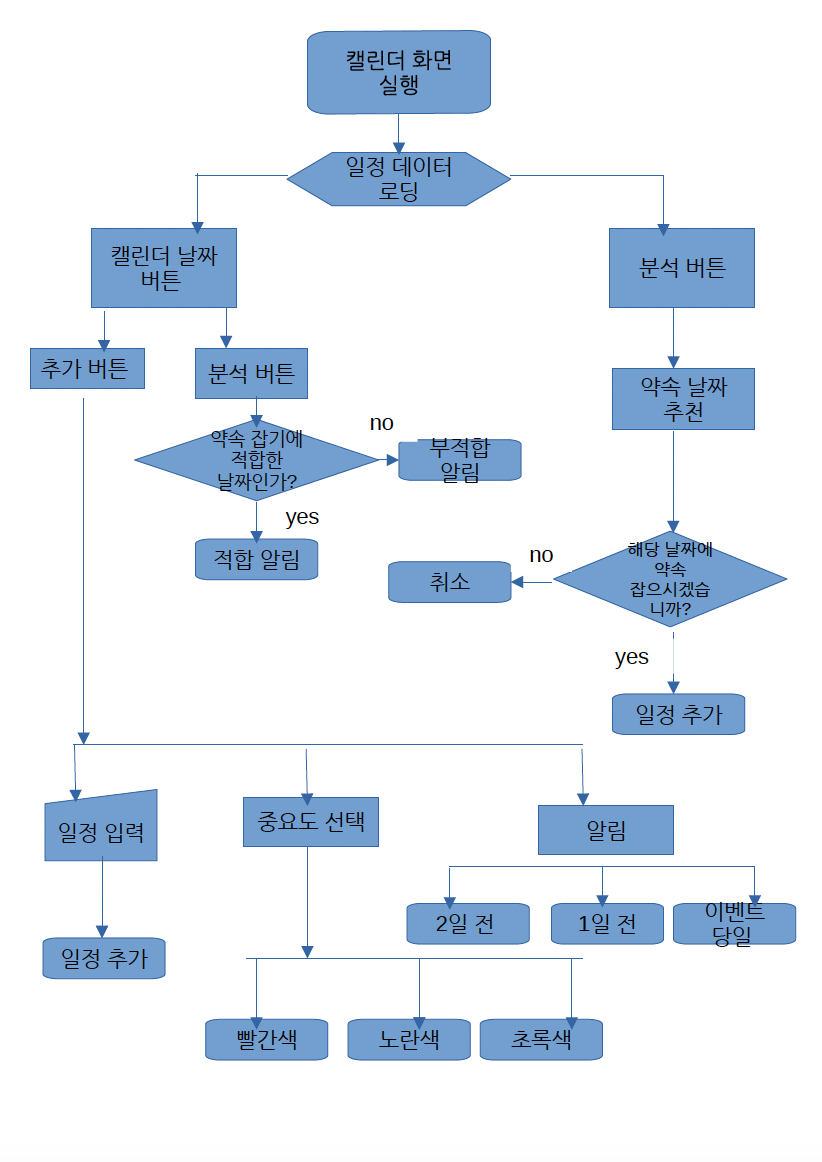 캘린더 화면
실행
일정 데이터
로딩
캘린더 날짜
버튼
분석 버튼
추가 버튼
분석 버튼
약속 날짜
추천
약속 잡기에
적합한
날짜인가?
no
부적합
알림
yes
적합 알림
해당 날짜에
약속
잡으시겠습
니까?
no
취소
yes
일정 추가
일정 입력
중요도 선택
알림
2일 전
1일 전
이벤트
당일
일정 추가
빨간색
노란색
초록색